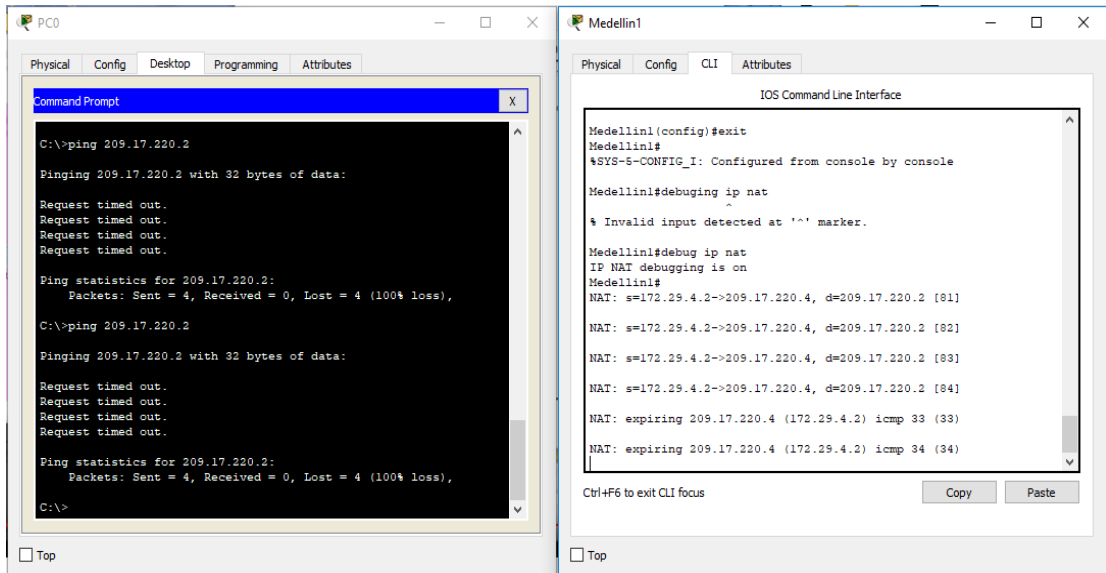 PC0
Physical Config Desktop Programming Attributes
Command Prompt
X
C:\>ping 209.17.220.2
Pinging 209.17.220.2 with 32 bytes of data:
Request timed out.
Request timed out.
Request timed out.
Request timed out.
Ping statistics for 209.17.220.2:
Packets: Sent = 4, Received = 0, Lost = 4 (100% loss),
C:\>ping 209.17.220.2
Pinging 209.17.220.2 with 32 bytes of data:
Request timed out.
Request timed out.
Request timed out.
Request timed out.
Ping statistics for 209.17.220.2:
Packets: Sent = 4, Received = 0, Lost = 4 (100% loss),
C:\>
Top
Medellin1
Physical Config CLI Attributes
IOS Command Line Interface
Medellin1(config)#exit
Medellin1#
%SYS-5-CONFIG_I: Configured from console by console
Medellin1#debuging ip nat
^
% Invalid input detected at '^' marker.
Medellin1#debug ip nat
IP NAT debugging is on
Medellin1#
NAT: s=172.29.4.2->209.17.220.4, d=209.17.220.2 [81]
NAT: s=172.29.4.2->209.17.220.4, d=209.17.220.2 [82]
NAT: s=172.29.4.2->209.17.220.4, d=209.17.220.2 [83]
NAT: s=172.29.4.2->209.17.220.4, d=209.17.220.2 [84]
NAT: expiring 209.17.220.4 (172.29.4.2) icmp 33 (33)
NAT: expiring 209.17.220.4 (172.29.4.2) icmp 34 (34)
Ctrl+F6 to exit CLI focus
Copy
Paste
Top